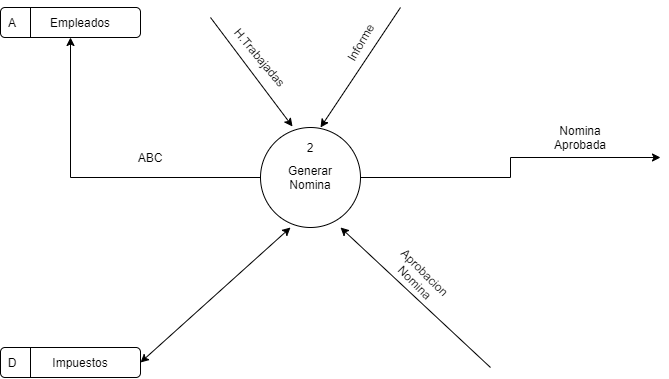 A Empleados
H.Trabajadas
Informe
2
Generar
Nomina
ABC
Nomina
Aprobada
Aprobacion
Nomina
D Impuestos